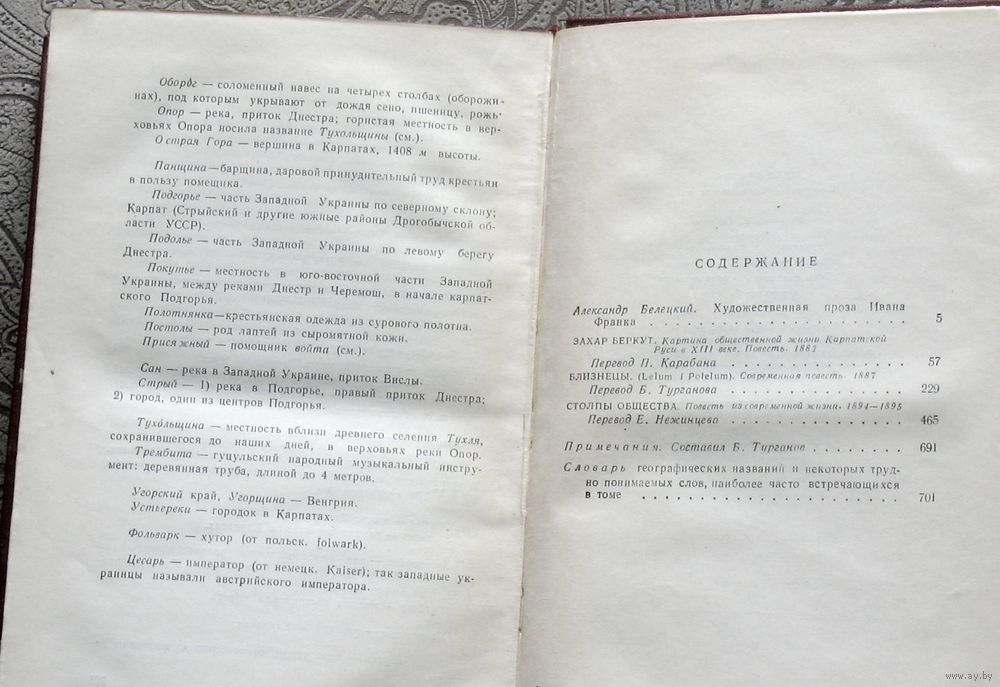 Оборо́г — соломенный навес на четырех столбах (оборожи-
нах), под которым укрывают от дождя сено, пшеницу, рожь.
Опор — река, приток Днестра; гористая местность в вер-
ховьях Опора носила название Тухольщины (см.).
Острая Гора — вершина в Карпатах, 1408 м высоты.
Панщина — барщина, даровой принудительный труд крестьян
в пользу помещика.
Подгорье — часть Западной Украины по северному склону;
Карпат (Стрыйский и другие южные районы Дрогобычской об-
ласти УССР).
Подолье — часть Западной Украины по левому берегу
Днестра.
Покутье — местность в юго-восточной части Западной
Украины, между реками Днестр и Черемош, в начале карпат-
ского Подгорья.
Полотнянка — крестьянская одежда из сурового полотна.
Постолы — род лаптей из сыромятной кожи.
Присяжный — помощник войта (см.).
Сан — река в Западной Украине, приток Вислы.
Стрый — 1) река в Подгорье, правый приток Днестра;
2) город, один из центров Подгорья.
Тухо́льщина — местность вблизи древнего селения Тухля,
сохранившегося до наших дней, в верховьях реки Опор.
Трембита — гуцульский народный музыкальный инстру-
мент: деревянная труба, длиной до 4 метров.
Угорский край, Угорщина — Венгрия.
Устьереки — городок в Карпатах.
Фольварк — хутор (от польск. folwark).
Цесарь — император (от немецк. Kaiser); так западные ук-
раинцы называли австрийского императора.
СОДЕРЖАНИЕ
Александр Белецкий. Художественная проза Ивана
Франка . . . . . . . . . . . . . . . . . 5
ЗАХАР БЕРКУТ. Картина общественной жизни Карпатской
Руси в XIII веке. Повесть. 1882
Перевод П. Карабана . . . . . . . . . . . 57
БЛИЗНЕЦЫ. (Lelum i Polelum). Современная повесть. 1887
Перевод Б. Турганова . . . . . . . . . . . 229
СТОЛПЫ ОБЩЕСТВА. Повесть из современной жизни. 1894—1895
Перевод Е. Нежинцева . . . . . . . . . . . 465
Примечания. Составил Б. Турганов . . . . . . . 691
Словарь географических названий и некоторых труд-
но понимаемых слов, наиболее часто встречающихся
в томе . . . . . . . . . . . . . . . . . 701
www.ay.by